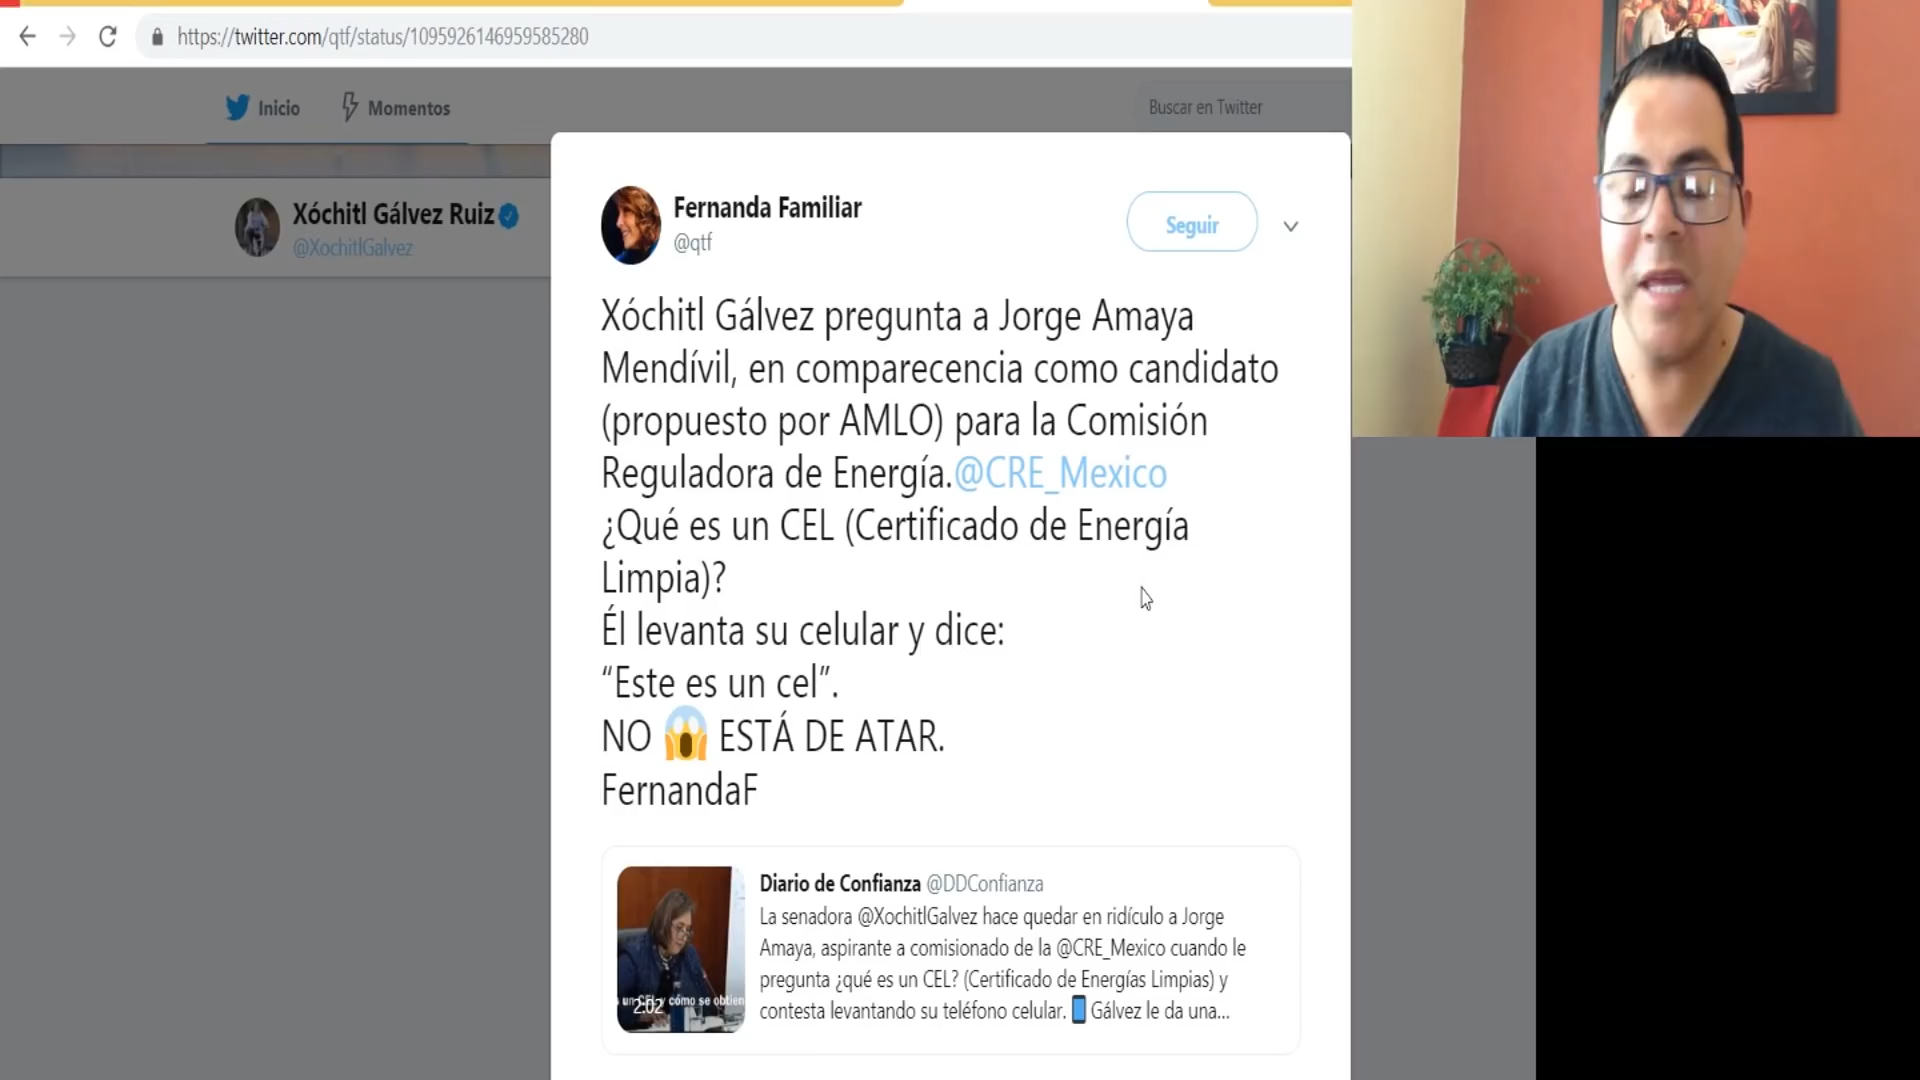 https://twitter.com/qtf/status/1095926146959585280
Inicio
Momentos
Buscar en Twitter
Xóchitl Gálvez Ruiz
@XochitlGalvez
Fernanda Familiar
@qtf
Seguir
Xóchitl Gálvez pregunta a Jorge Amaya
Mendívil, en comparecencia como candidato
(propuesto por AMLO) para la Comisión
Reguladora de Energía.@CRE_Mexico
¿Qué es un CEL (Certificado de Energía
Limpia)?
Él levanta su celular y dice:
“Este es un cel”.
NO 😱 ESTÁ DE ATAR.
FernandaF
Diario de Confianza @DDConfianza
La senadora @XochitlGalvez hace quedar en ridículo a Jorge
Amaya, aspirante a comisionado de la @CRE_Mexico cuando le
pregunta ¿qué es un CEL? (Certificado de Energías Limpias) y
contesta levantando su teléfono celular. 📱 Gálvez le da una...
un CEL y cómo se obtien
2:02